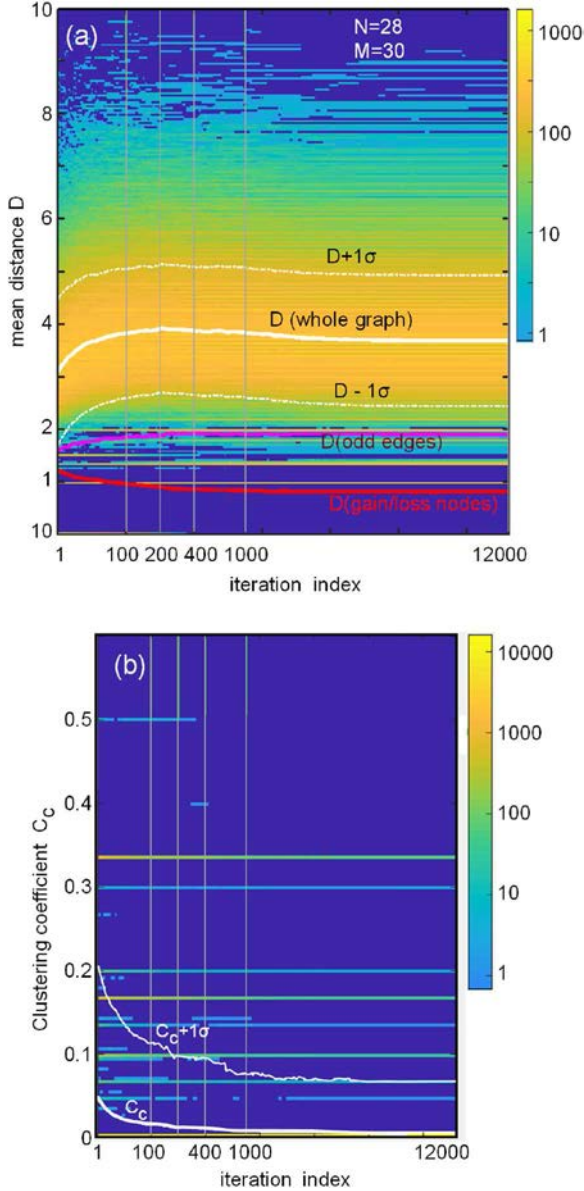 (a)
N=28
M=30
mean distance D
10
8
6
4
2
1
10
D+1σ
D (whole graph)
D - 1σ
D(odd edges)
D(gain/loss nodes)
1 100 200 400 1000 12000
iteration index
1000
100
10
1
(b)
Clustering coefficient C_c
0.5
0.4
0.3
0.2
0.1
0
C_c+1σ
C_c
1 100 400 1000 12000
iteration index
10000
1000
100
10
1